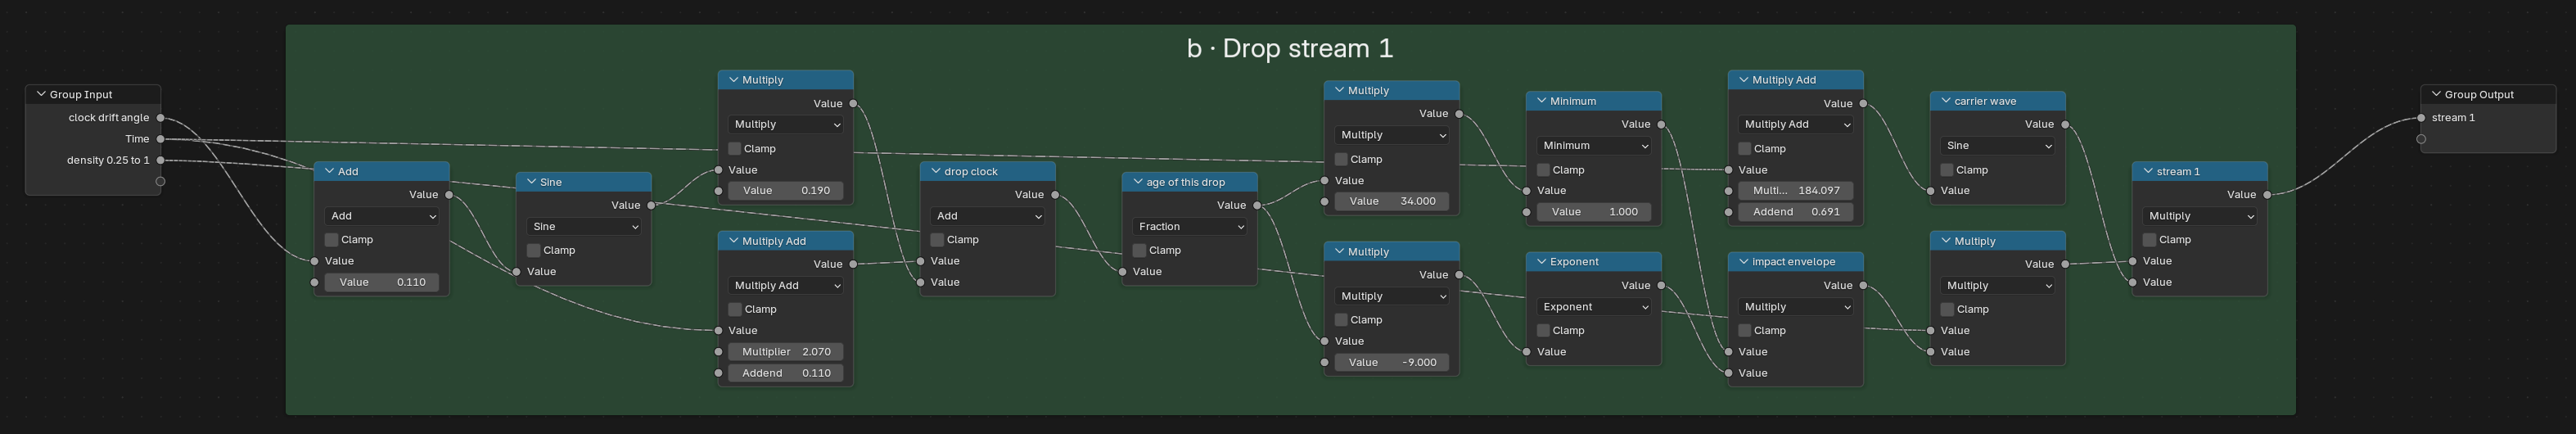 b · Drop stream 1
Group Input
clock drift angle
Time
density 0.25 to 1
Add
Value
Add
Clamp
Value
Value 0.110
Sine
Value
Sine
Clamp
Value
Multiply
Value
Multiply
Clamp
Value
Value 0.190
Multiply Add
Value
Multiply Add
Clamp
Value
Multiplier 2.070
Addend 0.110
drop clock
Value
Add
Clamp
Value
Value
age of this drop
Value
Fraction
Clamp
Value
Multiply
Value
Multiply
Clamp
Value
Value 34.000
Multiply
Value
Multiply
Clamp
Value
Value -9.000
Minimum
Value
Minimum
Clamp
Value
Value 1.000
Exponent
Value
Exponent
Clamp
Value
Multiply Add
Value
Multiply Add
Clamp
Value
Multi... 184.097
Addend 0.691
impact envelope
Value
Multiply
Clamp
Value
Value
carrier wave
Value
Sine
Clamp
Value
Multiply
Value
Multiply
Clamp
Value
Value
stream 1
Value
Multiply
Clamp
Value
Value
Group Output
stream 1